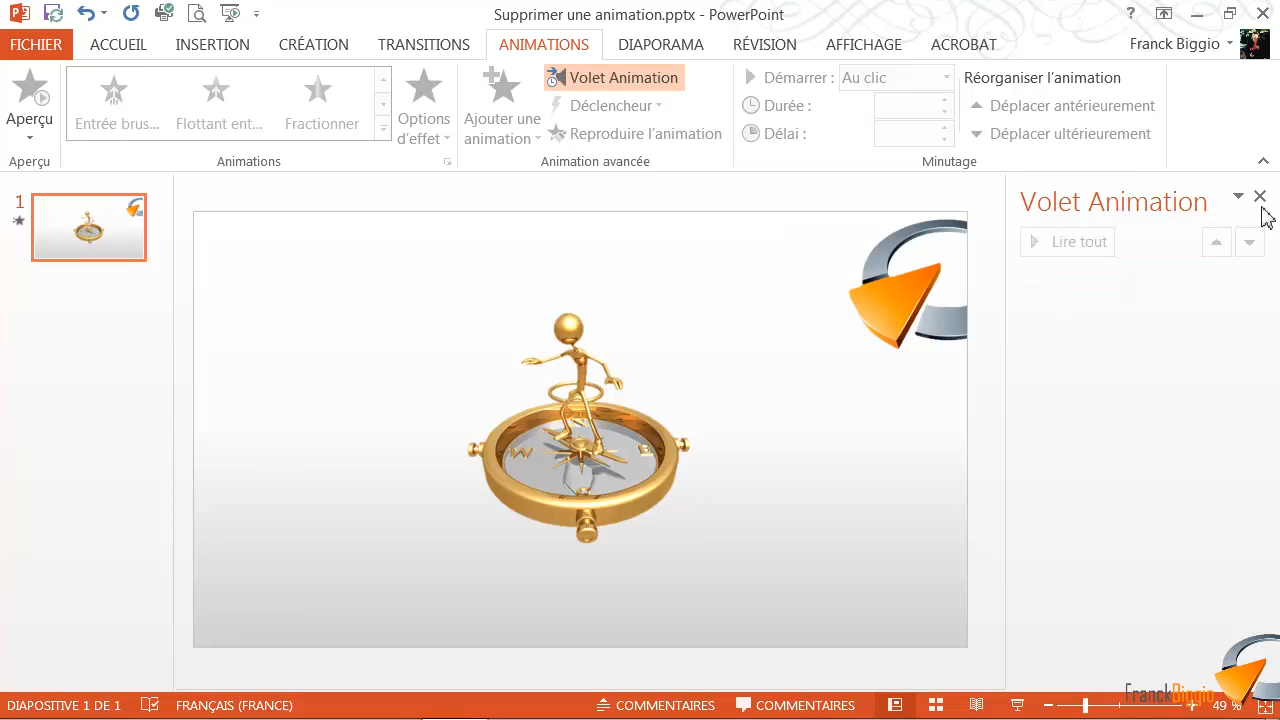 Supprimer une animation.pptx - PowerPoint
?
FICHIER ACCUEIL INSERTION CRÉATION TRANSITIONS ANIMATIONS DIAPORAMA RÉVISION AFFICHAGE ACROBAT Franck Biggio
Aperçu
Entrée brus... Flottant ent... Fractionner
Options d'effet
Ajouter une animation
Volet Animation
Déclencheur
Reproduire l'animation
Démarrer : Au clic
Durée :
Délai :
Réorganiser l'animation
Déplacer antérieurement
Déplacer ultérieurement
Aperçu Animations Animation avancée Minutage
1
Volet Animation
Lire tout
N
W E
FranckBiggio
DIAPOSITIVE 1 DE 1 FRANÇAIS (FRANCE) COMMENTAIRES COMMENTAIRES 49 %